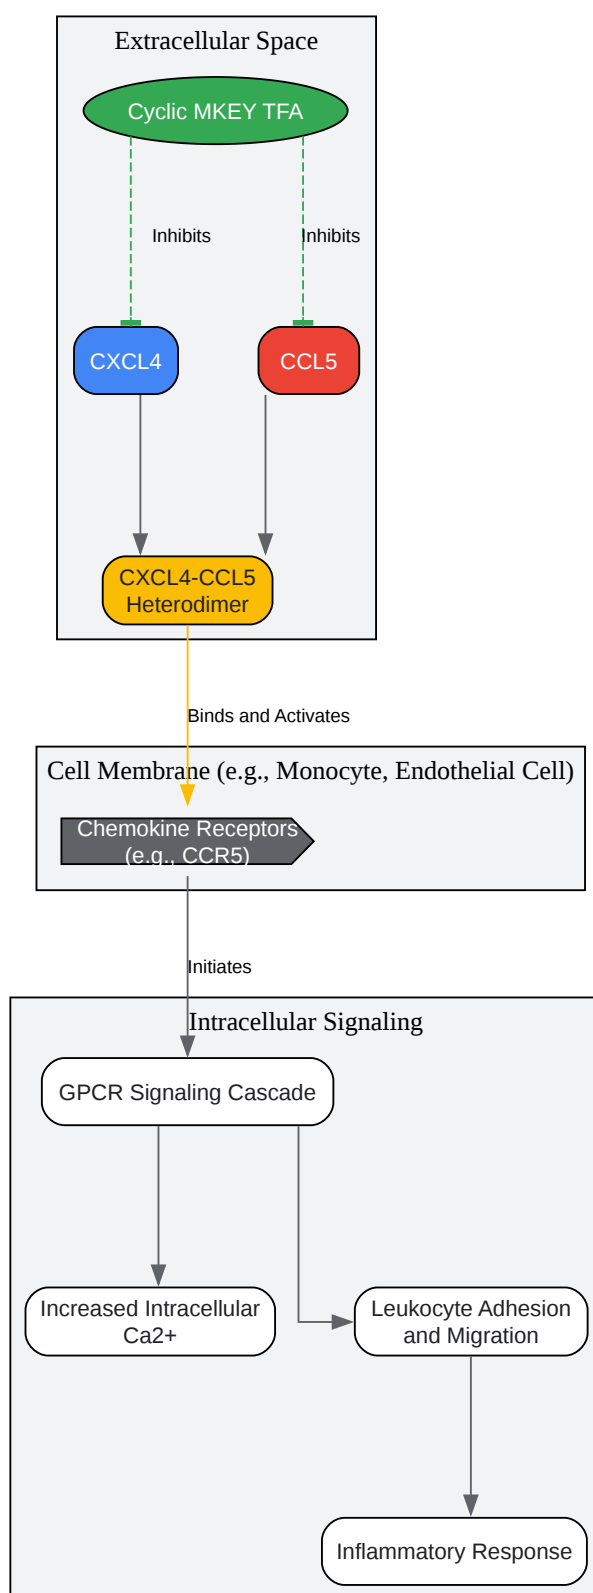 Extracellular Space
Cyclic MKEY TFA
Inhibits
Inhibits
CXCL4
CCL5
CXCL4-CCL5
Heterodimer
Binds and Activates
Cell Membrane (e.g., Monocyte, Endothelial Cell)
Chemokine Receptors
(e.g., CCR5)
Initiates
Intracellular Signaling
GPCR Signaling Cascade
Increased Intracellular
Ca2+
Leukocyte Adhesion
and Migration
Inflammatory Response